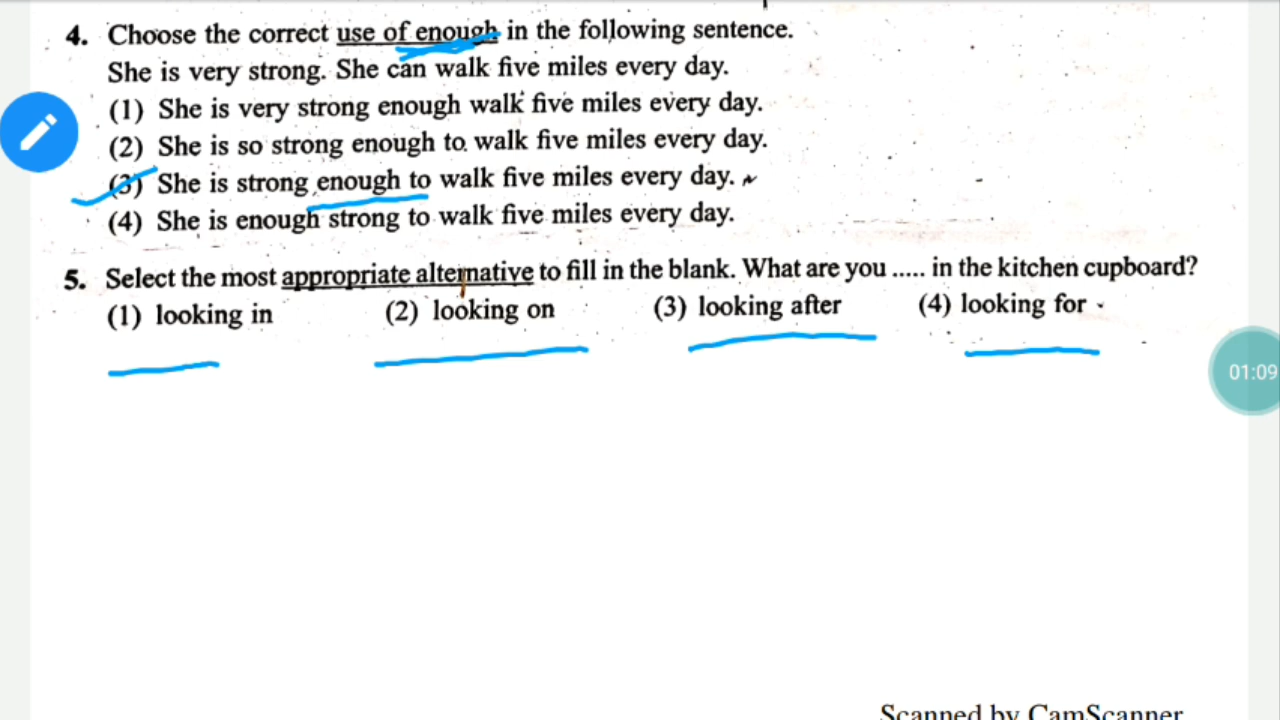 4. Choose the correct use of enough in the following sentence.
She is very strong. She can walk five miles every day.
(1) She is very strong enough walk five miles every day.
(2) She is so strong enough to walk five miles every day.
(3) She is strong enough to walk five miles every day.
(4) She is enough strong to walk five miles every day.
5. Select the most appropriate alternative to fill in the blank. What are you ..... in the kitchen cupboard?
(1) looking in (2) looking on (3) looking after (4) looking for
01:09
Scanned by CamScanner